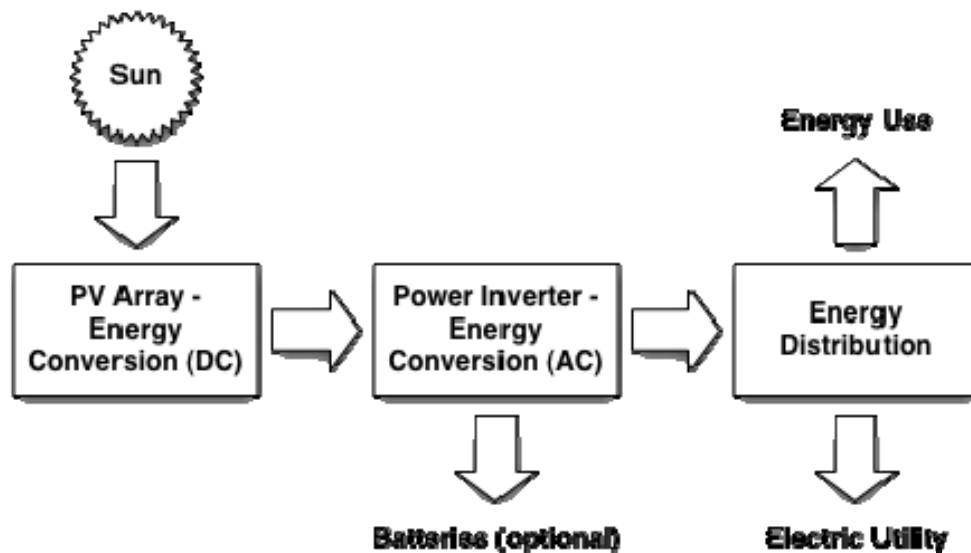 Sun
Energy Use
PV Array -
Energy
Conversion (DC)
Power Inverter -
Energy
Conversion (AC)
Energy
Distribution
Batteries (optional)
Electric Utility